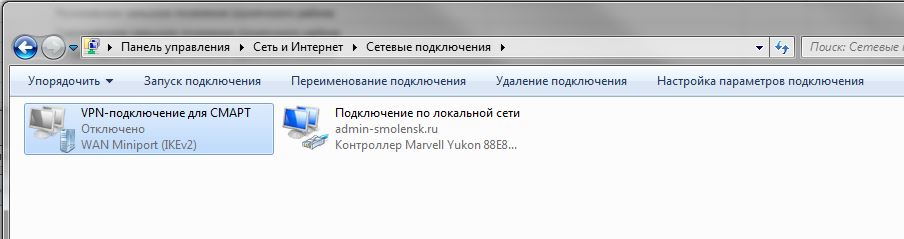 Панель управления ▸ Сеть и Интернет ▸ Сетевые подключения ▸
Поиск: Сетевые
Упорядочить Запуск подключения Переименование подключения Удаление подключения Настройка параметров подключения
VPN-подключение для СМАРТ
Отключено
WAN Miniport (IKEv2)
Подключение по локальной сети
admin-smolensk.ru
Контроллер Marvell Yukon 88E8...